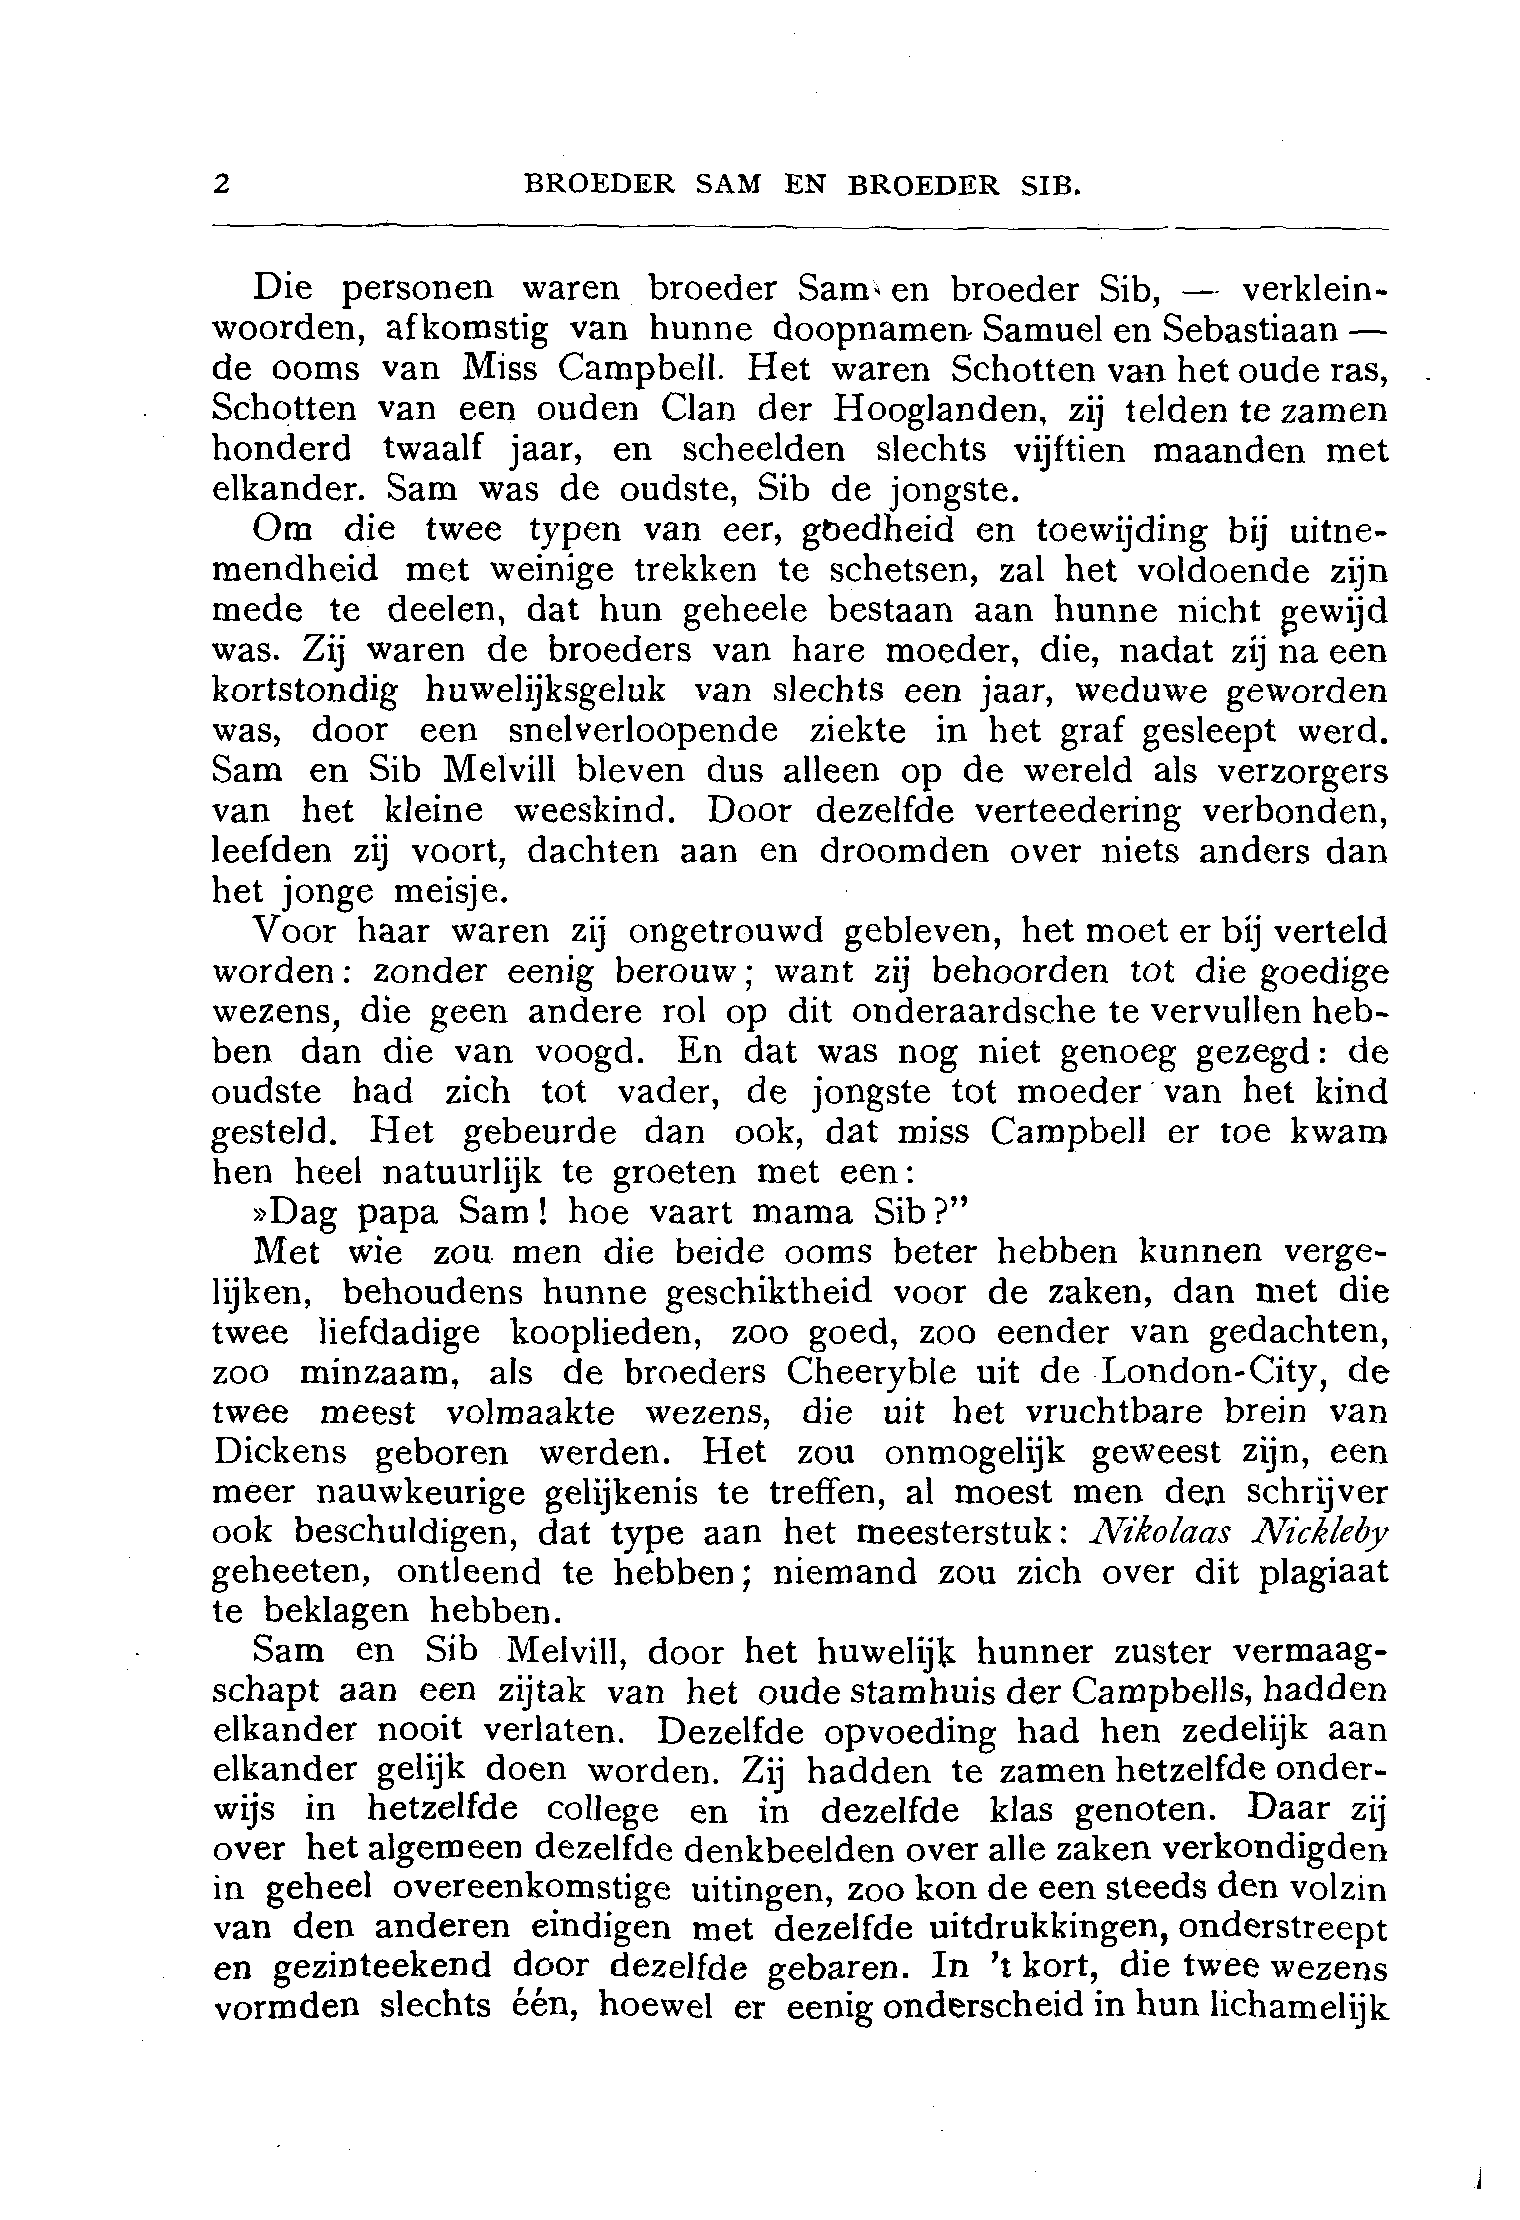 2 BROEDER SAM EN BROEDER SIB.
Die personen waren broeder Sam en broeder Sib, — verklein-
woorden, afkomstig van hunne doopnamen Samuel en Sebastiaan —
de ooms van Miss Campbell. Het waren Schotten van het oude ras,
Schotten van een ouden Clan der Hooglanden, zij telden te zamen
honderd twaalf jaar, en scheelden slechts vijftien maanden met
elkander. Sam was de oudste, Sib de jongste.
Om die twee typen van eer, goedheid en toewijding bij uitne-
mendheid met weinige trekken te schetsen, zal het voldoende zijn
mede te deelen, dat hun geheele bestaan aan hunne nicht gewijd
was. Zij waren de broeders van hare moeder, die, nadat zij na een
kortstondig huwelijksgeluk van slechts een jaar, weduwe geworden
was, door een snelverloopende ziekte in het graf gesleept werd.
Sam en Sib Melvill bleven dus alleen op de wereld als verzorgers
van het kleine weeskind. Door dezelfde verteedering verbonden,
leefden zij voort, dachten aan en droomden over niets anders dan
het jonge meisje.
Voor haar waren zij ongetrouwd gebleven, het moet er bij verteld
worden: zonder eenig berouw; want zij behoorden tot die goedige
wezens, die geen andere rol op dit onderaardsche te vervullen heb-
ben dan die van voogd. En dat was nog niet genoeg gezegd: de
oudste had zich tot vader, de jongste tot moeder van het kind
gesteld. Het gebeurde dan ook, dat miss Campbell er toe kwam
hen heel natuurlijk te groeten met een:
»Dag papa Sam! hoe vaart mama Sib?”
Met wie zou men die beide ooms beter hebben kunnen verge-
lijken, behoudens hunne geschiktheid voor de zaken, dan met die
twee liefdadige kooplieden, zoo goed, zoo eender van gedachten,
zoo minzaam, als de broeders Cheeryble uit de London-City, de
twee meest volmaakte wezens, die uit het vruchtbare brein van
Dickens geboren werden. Het zou onmogelijk geweest zijn, een
meer nauwkeurige gelijkenis te treffen, al moest men den schrijver
ook beschuldigen, dat type aan het meesterstuk: Nikolaas Nickleby
geheeten, ontleend te hebben; niemand zou zich over dit plagiaat
te beklagen hebben.
Sam en Sib Melvill, door het huwelijk hunner zuster vermaag-
schapt aan een zijtak van het oude stamhuis der Campbells, hadden
elkander nooit verlaten. Dezelfde opvoeding had hen zedelijk aan
elkander gelijk doen worden. Zij hadden te zamen hetzelfde onder-
wijs in hetzelfde college en in dezelfde klas genoten. Daar zij
over het algemeen dezelfde denkbeelden over alle zaken verkondigden
in geheel overeenkomstige uitingen, zoo kon de een steeds den volzin
van den anderen eindigen met dezelfde uitdrukkingen, onderstreept
en gezinteekend door dezelfde gebaren. In 't kort, die twee wezens
vormden slechts één, hoewel er eenig onderscheid in hun lichamelijk